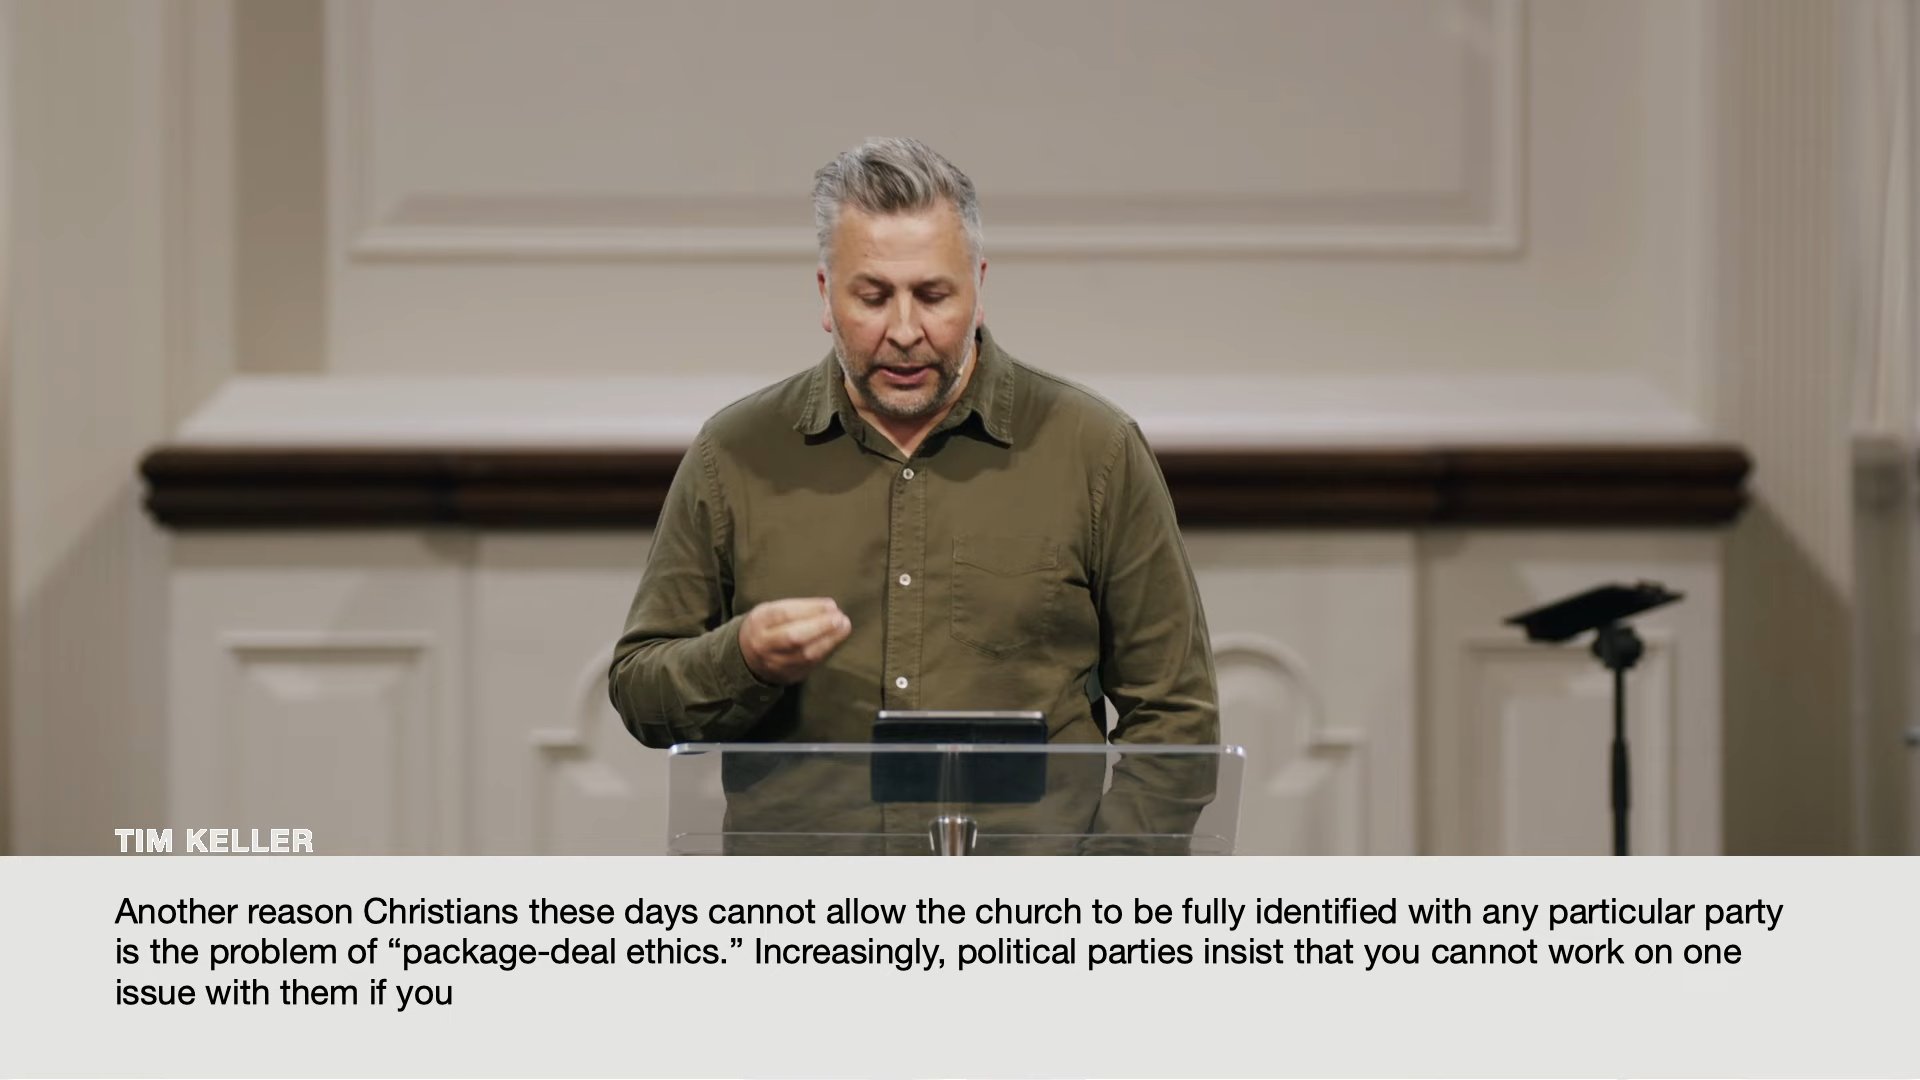 TIM KELLER
Another reason Christians these days cannot allow the church to be fully identified with any particular party
is the problem of “package-deal ethics.” Increasingly, political parties insist that you cannot work on one
issue with them if you